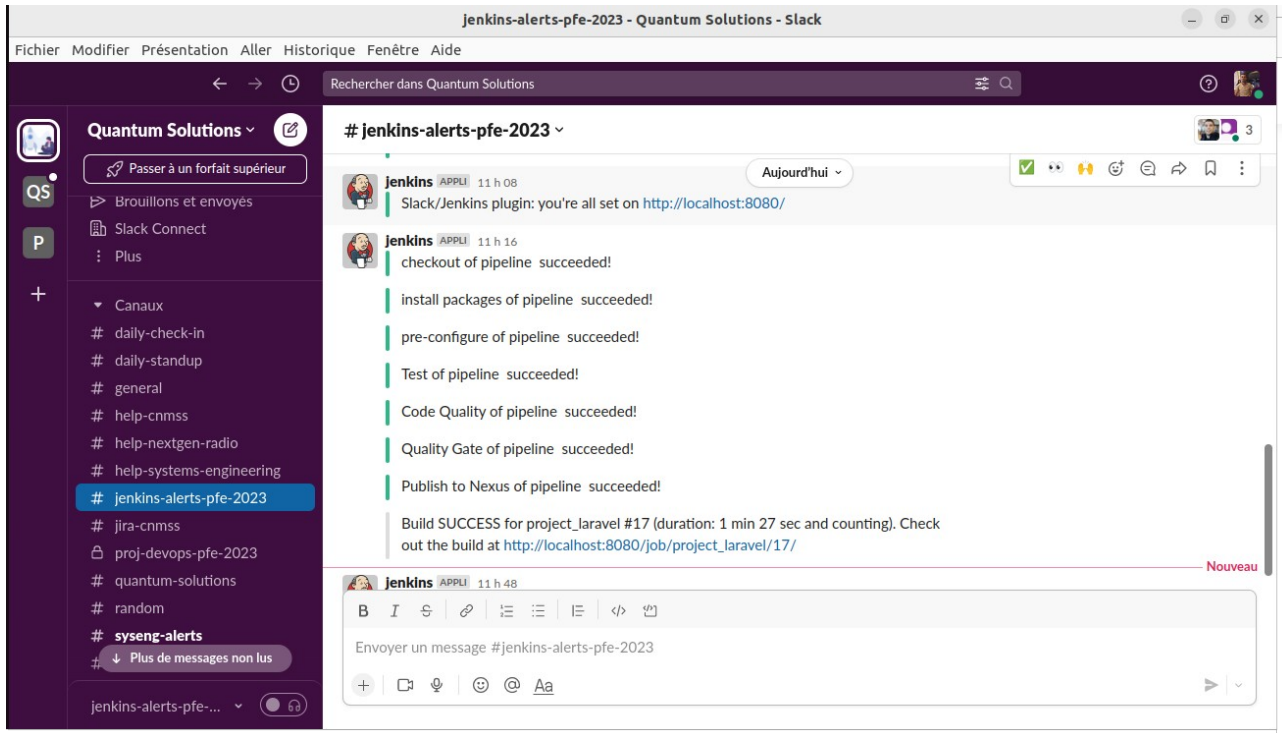 jenkins-alerts-pfe-2023 - Quantum Solutions - Slack
Fichier Modifier Présentation Aller Historique Fenêtre Aide
Rechercher dans Quantum Solutions
Quantum Solutions
Passer à un forfait supérieur
QS
P
Brouillons et envoyés
Slack Connect
Plus
Canaux
# daily-check-in
# daily-standup
# general
# help-cnmss
# help-nextgen-radio
# help-systems-engineering
# jenkins-alerts-pfe-2023
# jira-cnmss
proj-devops-pfe-2023
# quantum-solutions
# random
# syseng-alerts
#
↓ Plus de messages non lus
jenkins-alerts-pfe-...
# jenkins-alerts-pfe-2023
3
Aujourd'hui
jenkins APPLI 11 h 08
Slack/Jenkins plugin: you're all set on http://localhost:8080/
jenkins APPLI 11 h 16
checkout of pipeline succeeded!
install packages of pipeline succeeded!
pre-configure of pipeline succeeded!
Test of pipeline succeeded!
Code Quality of pipeline succeeded!
Quality Gate of pipeline succeeded!
Publish to Nexus of pipeline succeeded!
Build SUCCESS for project_laravel #17 (duration: 1 min 27 sec and counting). Check
out the build at http://localhost:8080/job/project_laravel/17/
Nouveau
jenkins APPLI 11 h 48
B I S
Envoyer un message #jenkins-alerts-pfe-2023
@ Aa